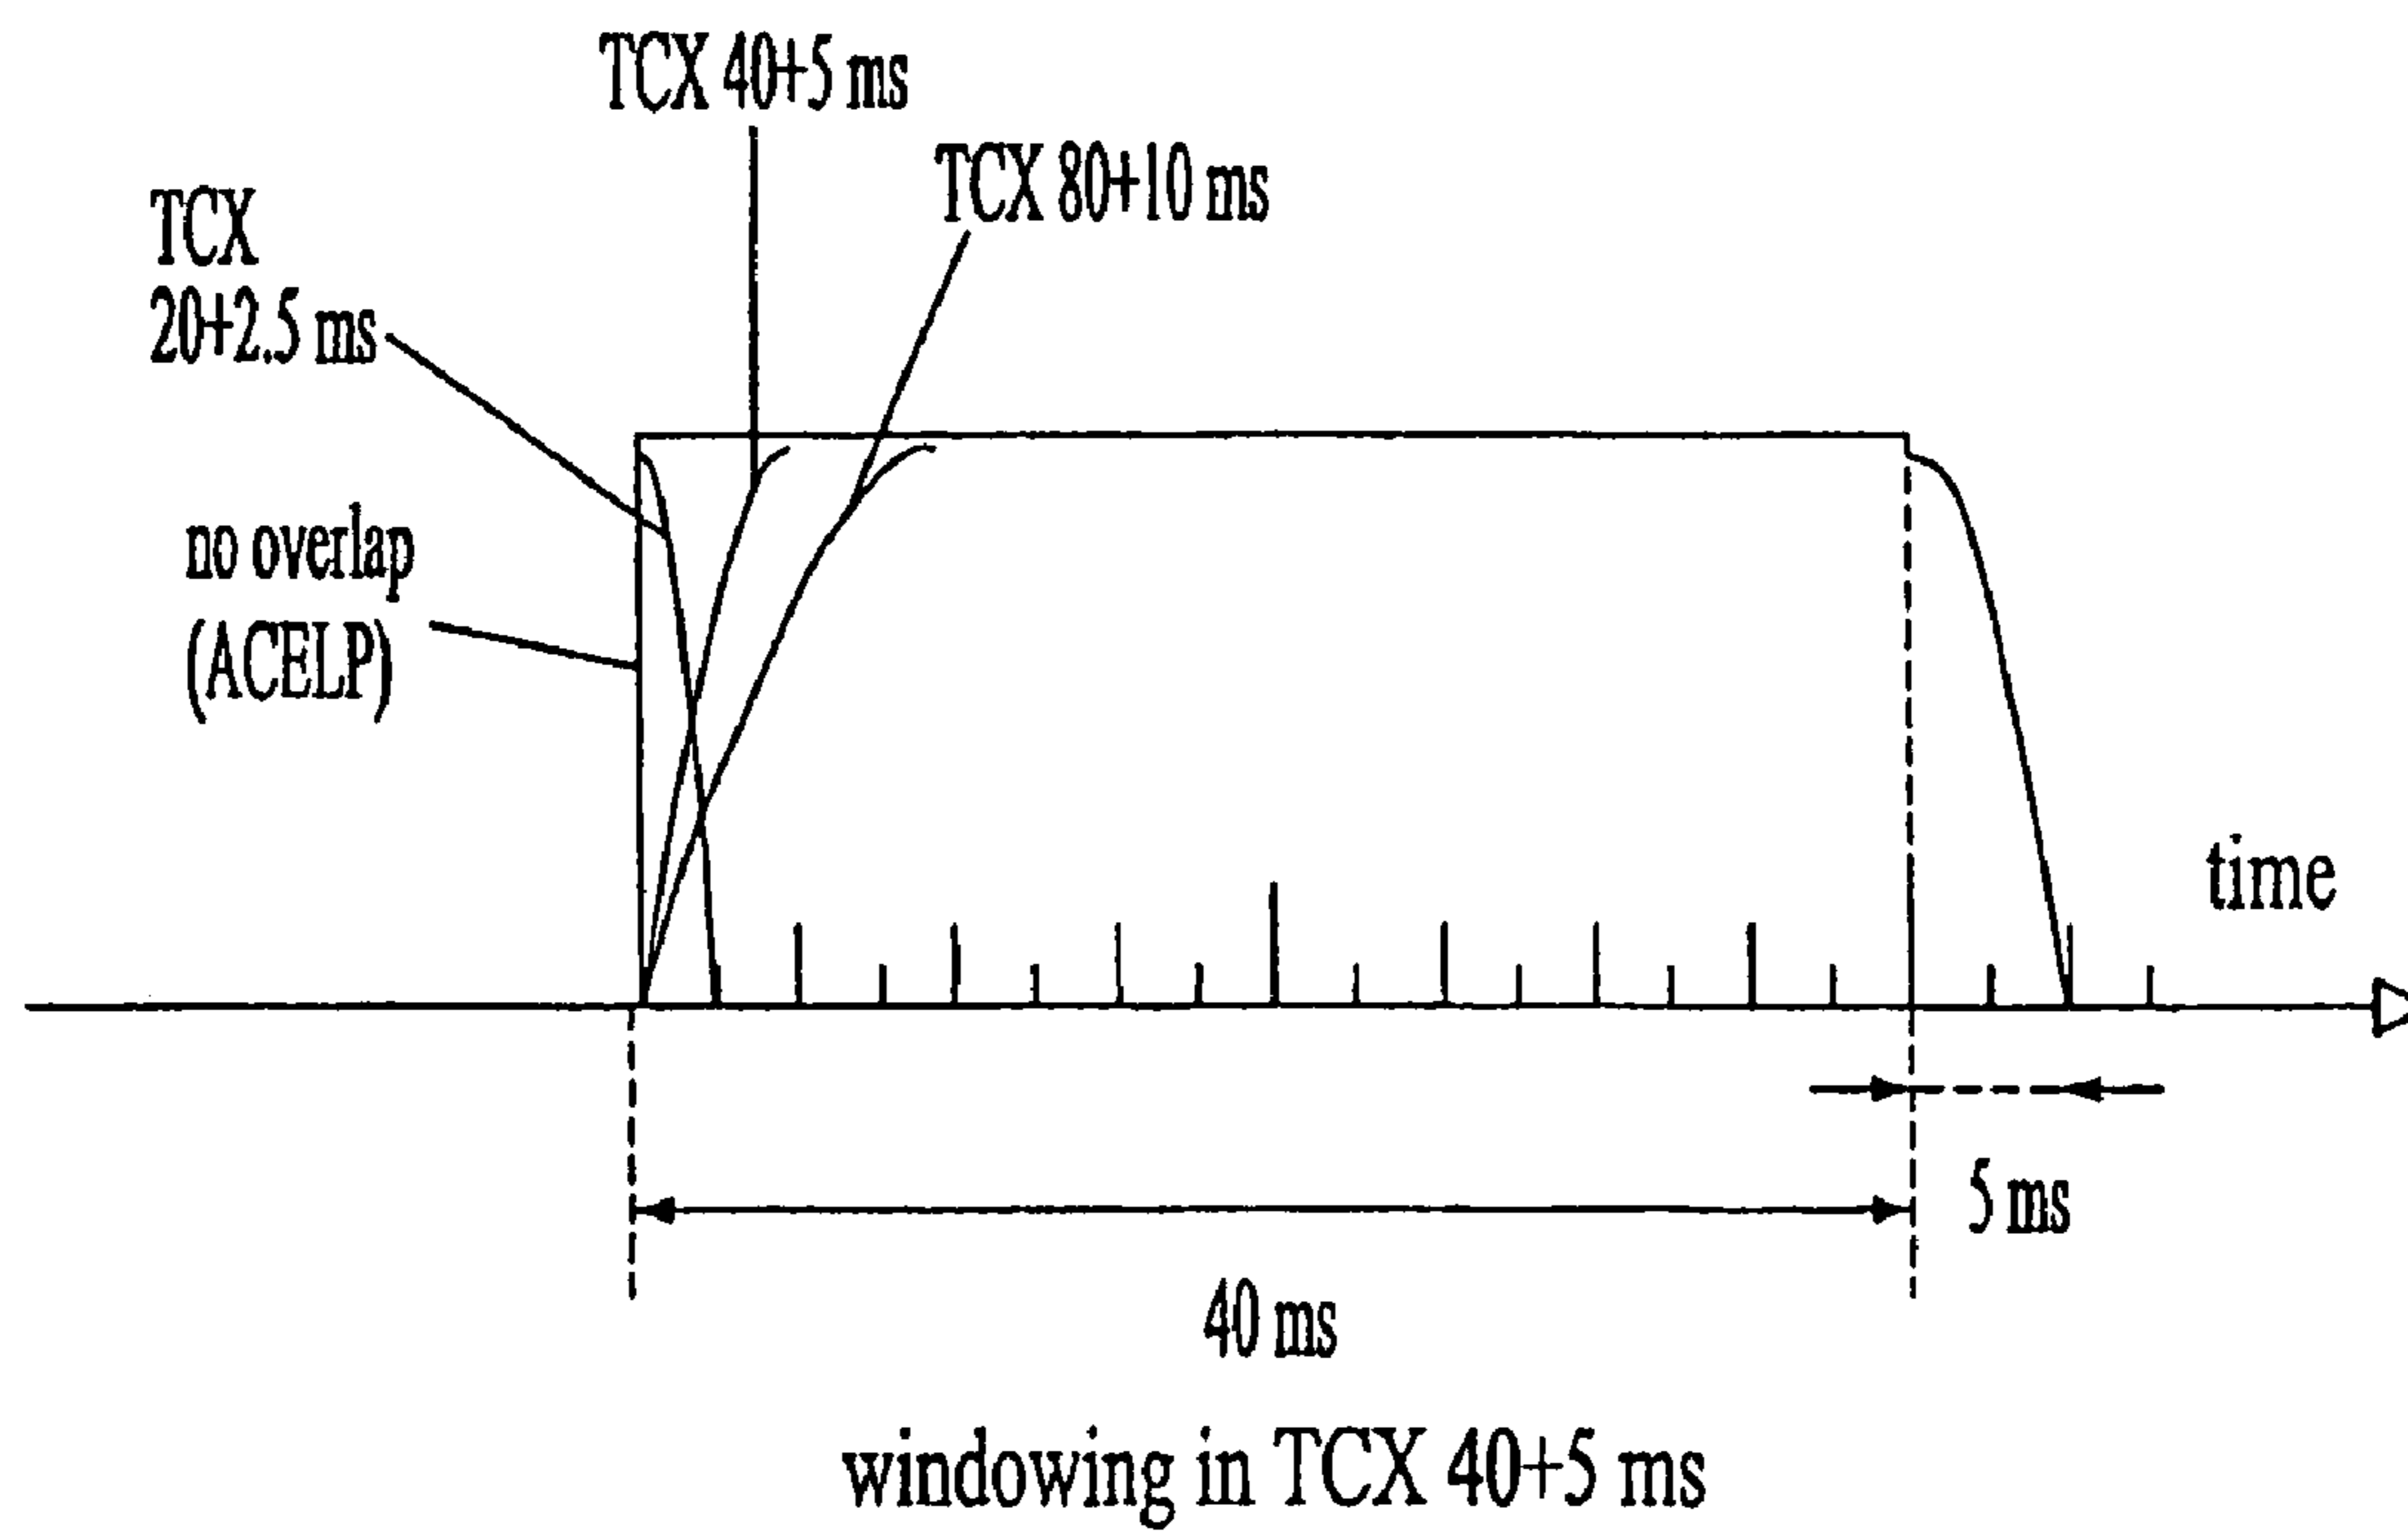 TCX 40+5 ms
TCX 80+10 ms
TCX
20+2.5 ms
no overlap
(ACELP)
time
5 ms
40 ms
windowing in TCX 40+5 ms